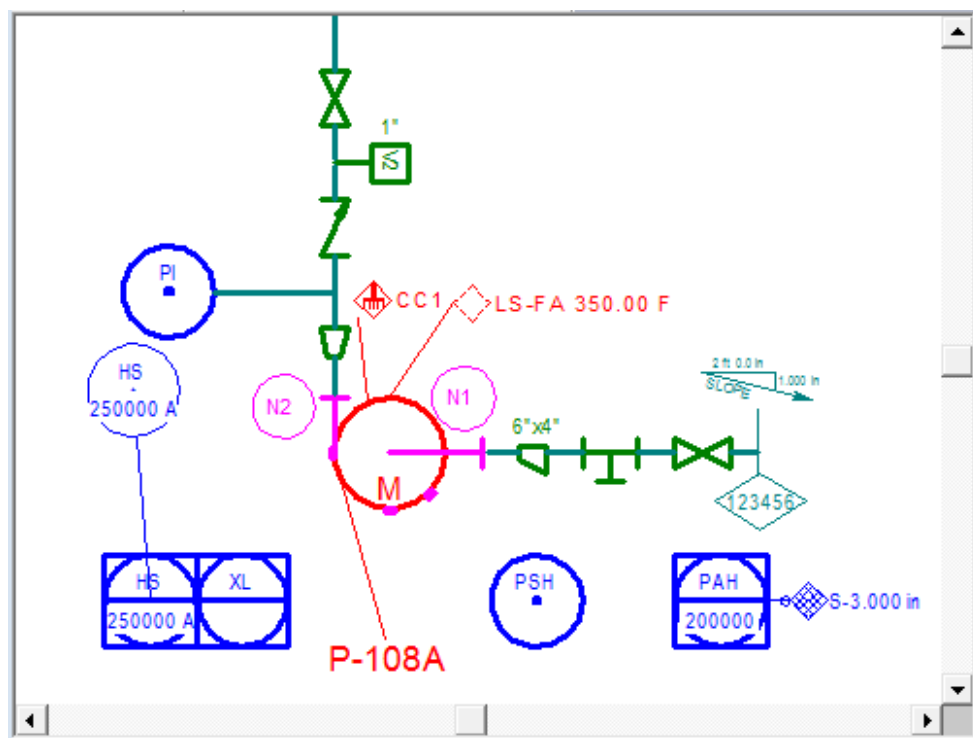 1"
PI
CC1
LS-FA 350.00 F
HS
250000 A
N2
N1
2 ft 0.0 in
1.000 in
SLOPE
6"x4"
M
123456
HS
XL
250000 A
PSH
PAH
200000
S-3.000 in
P-108A